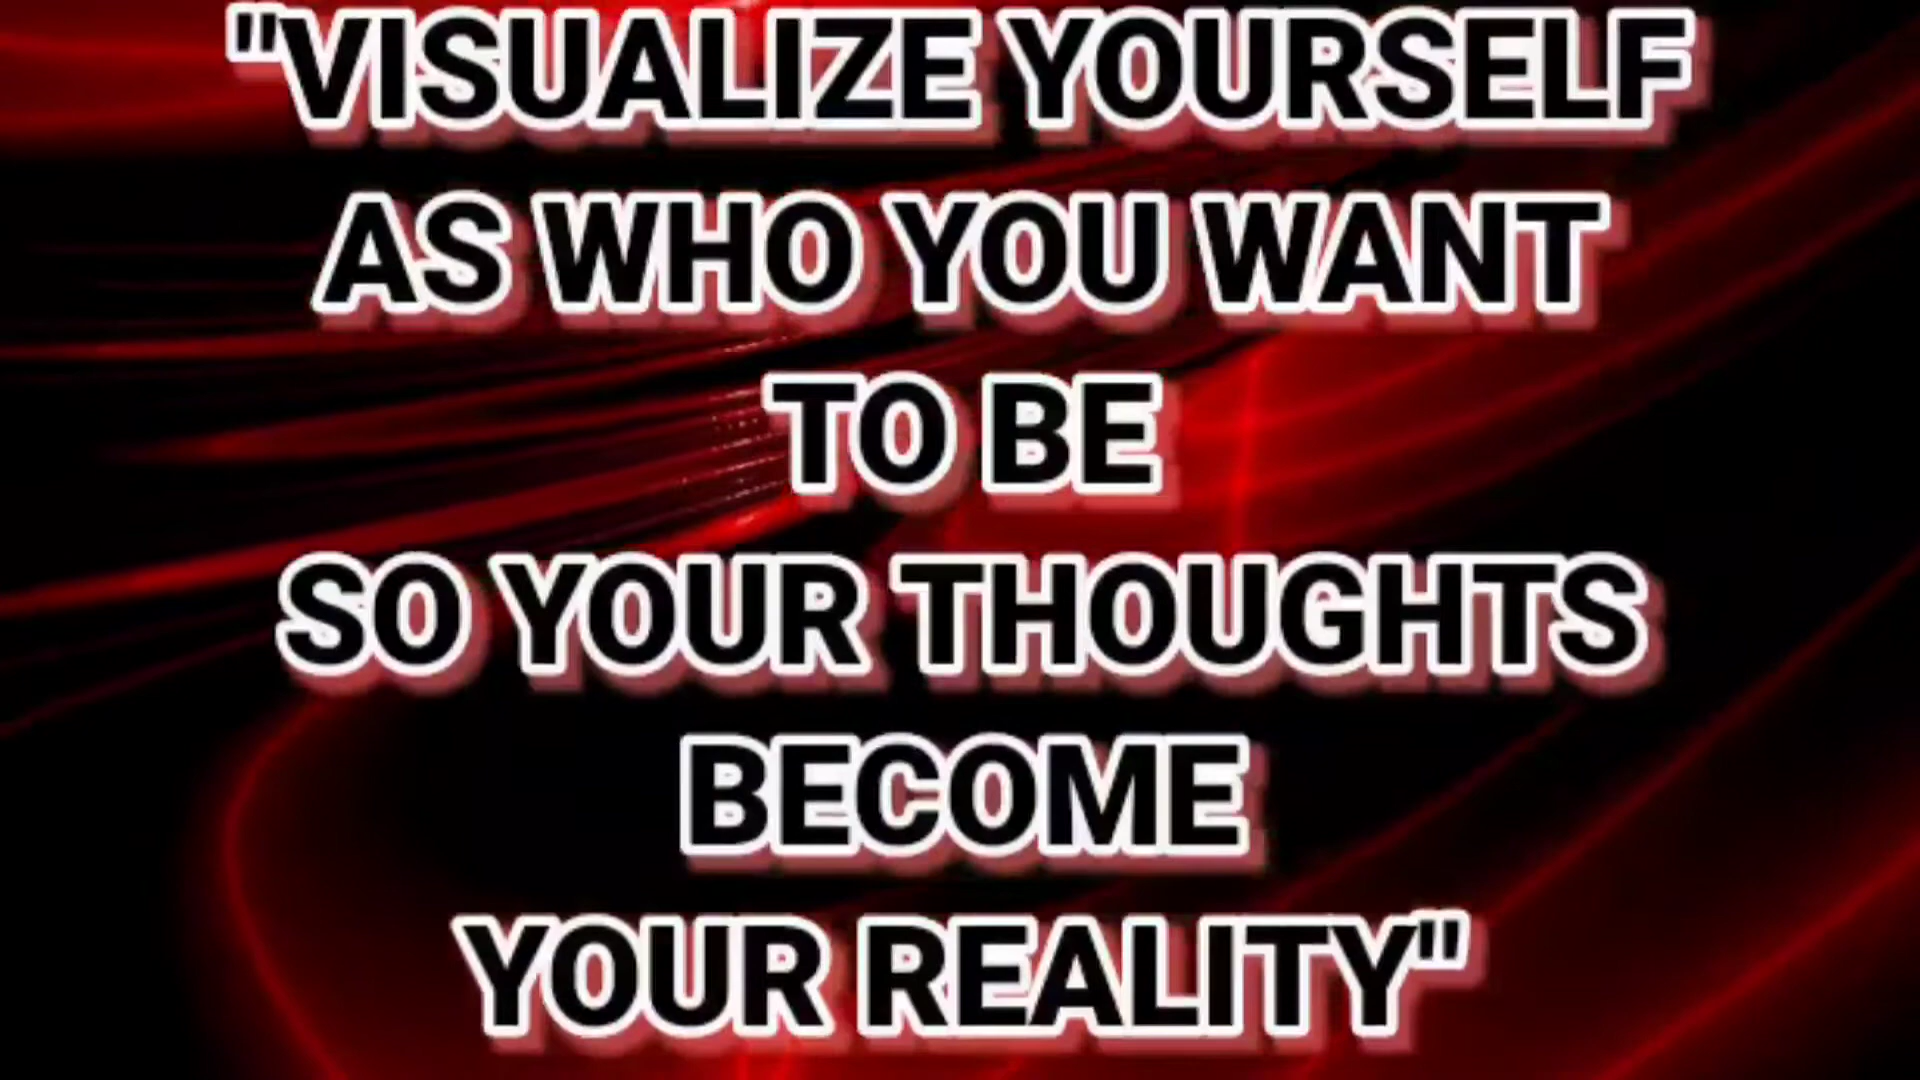 "VISUALIZE YOURSELF
AS WHO YOU WANT
TO BE
SO YOUR THOUGHTS
BECOME
YOUR REALITY"